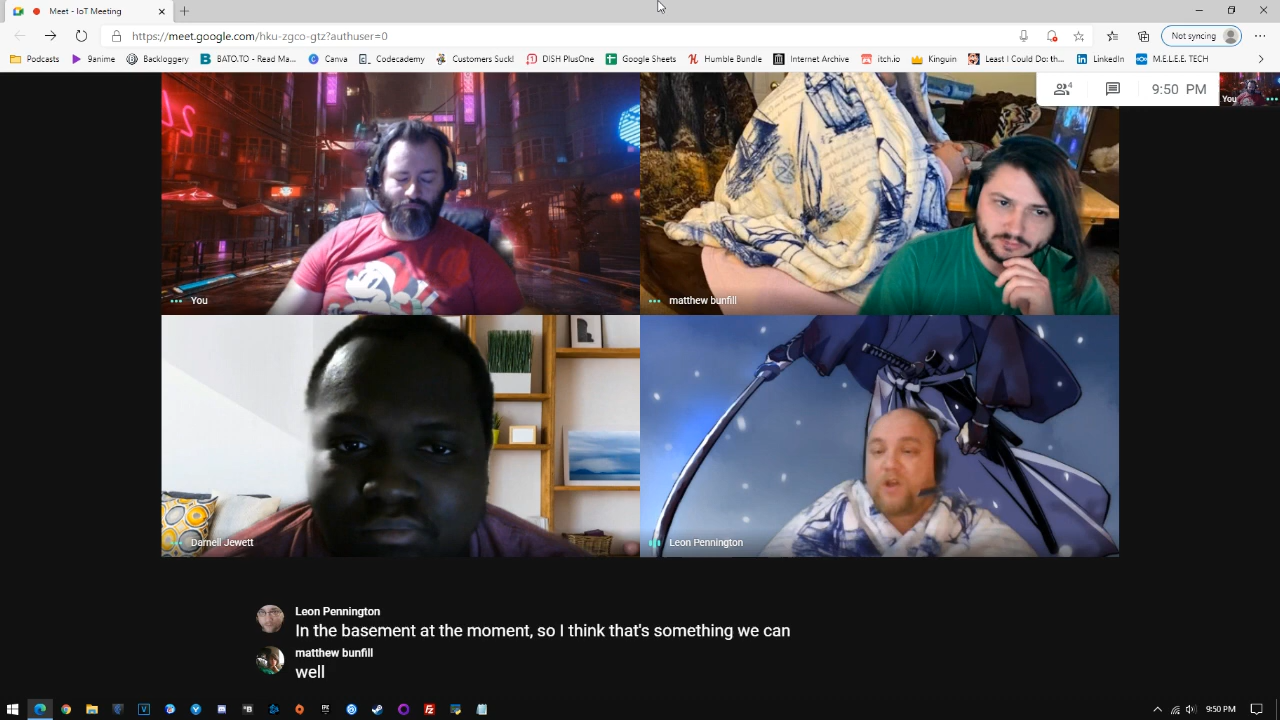 Meet - IoT Meeting
https://meet.google.com/hku-zgco-gtz?authuser=0
Not syncing
Podcasts
9anime
Backloggery
BATO.TO - Read Ma...
Canva
Codecademy
Customers Suck!
DISH PlusOne
Google Sheets
Humble Bundle
Internet Archive
itch.io
Kinguin
Least I Could Do: th...
LinkedIn
M.E.L.E.E. TECH
4
9:50 PM
You
You
matthew bunfill
Darnell Jewett
Leon Pennington
Leon Pennington
In the basement at the moment, so I think that's something we can
matthew bunfill
well
9:50 PM